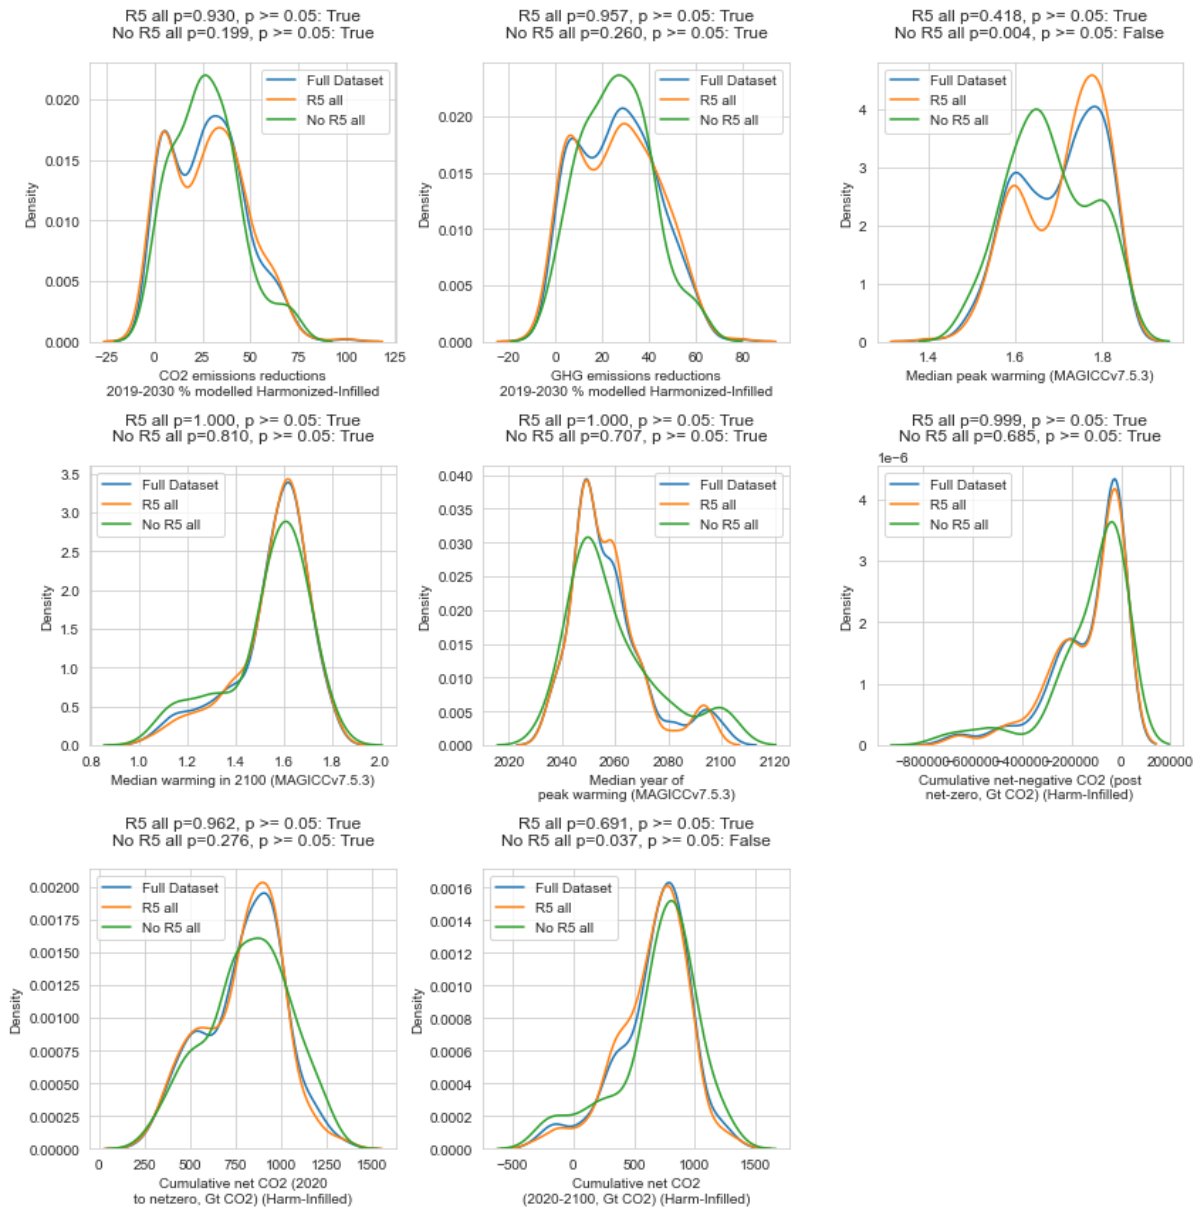 R5 all p=0.930, p >= 0.05: True
No R5 all p=0.199, p >= 0.05: True
Full Dataset
R5 all
No R5 all
0.020
0.015
0.010
0.005
0.000
Density
−25
0
25
50
75
100
125
CO2 emissions reductions
2019-2030 % modelled Harmonized-Infilled
R5 all p=0.957, p >= 0.05: True
No R5 all p=0.260, p >= 0.05: True
Full Dataset
R5 all
No R5 all
0.020
0.015
0.010
0.005
0.000
Density
−20
0
20
40
60
80
GHG emissions reductions
2019-2030 % modelled Harmonized-Infilled
R5 all p=0.418, p >= 0.05: True
No R5 all p=0.004, p >= 0.05: False
Full Dataset
R5 all
No R5 all
4
3
2
1
0
Density
1.4
1.6
1.8
Median peak warming (MAGICCv7.5.3)
R5 all p=1.000, p >= 0.05: True
No R5 all p=0.810, p >= 0.05: True
Full Dataset
R5 all
No R5 all
3.5
3.0
2.5
2.0
1.5
1.0
0.5
0.0
Density
0.8
1.0
1.2
1.4
1.6
1.8
2.0
Median warming in 2100 (MAGICCv7.5.3)
R5 all p=1.000, p >= 0.05: True
No R5 all p=0.707, p >= 0.05: True
Full Dataset
R5 all
No R5 all
0.040
0.035
0.030
0.025
0.020
0.015
0.010
0.005
0.000
Density
2020
2040
2060
2080
2100
2120
Median year of
peak warming (MAGICCv7.5.3)
R5 all p=0.999, p >= 0.05: True
No R5 all p=0.685, p >= 0.05: True
1e−6
Full Dataset
R5 all
No R5 all
4
3
2
1
0
Density
−800000
−600000
−400000
−200000
0
200000
Cumulative net-negative CO2 (post
net-zero, Gt CO2) (Harm-Infilled)
R5 all p=0.962, p >= 0.05: True
No R5 all p=0.276, p >= 0.05: True
Full Dataset
R5 all
No R5 all
0.00200
0.00175
0.00150
0.00125
0.00100
0.00075
0.00050
0.00025
0.00000
Density
0
250
500
750
1000
1250
1500
Cumulative net CO2 (2020
to netzero, Gt CO2) (Harm-Infilled)
R5 all p=0.691, p >= 0.05: True
No R5 all p=0.037, p >= 0.05: False
Full Dataset
R5 all
No R5 all
0.0016
0.0014
0.0012
0.0010
0.0008
0.0006
0.0004
0.0002
0.0000
Density
−500
0
500
1000
1500
Cumulative net CO2
(2020-2100, Gt CO2) (Harm-Infilled)